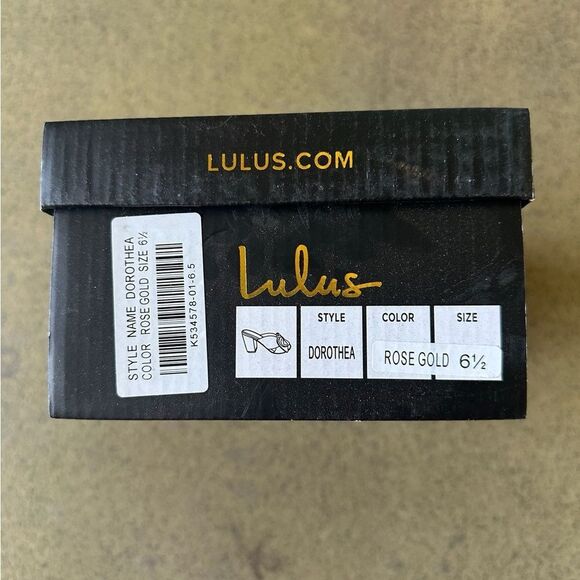 LULUS.COM
Lulus
STYLE NAME DOROTHEA
COLOR ROSE GOLD SIZE 6½
K534578-01-6.5
STYLE COLOR SIZE
DOROTHEA ROSE GOLD 6½